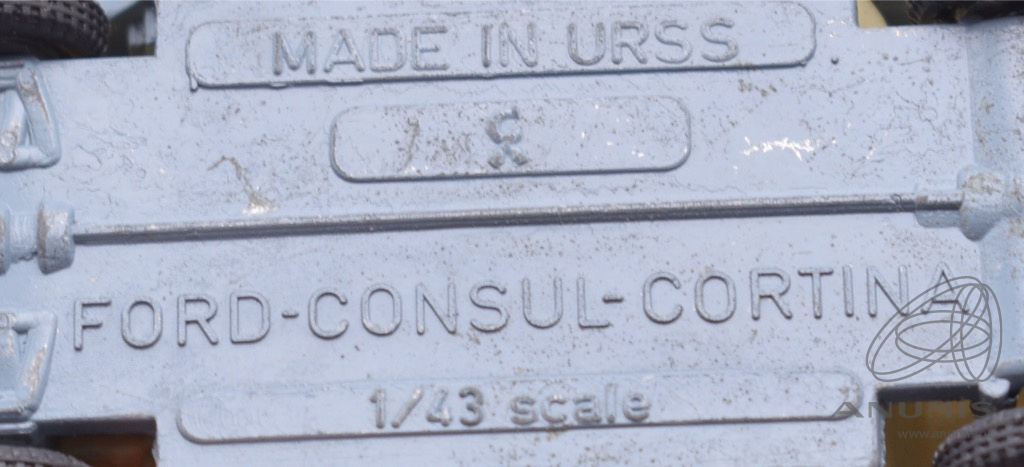 MADE IN URSS
FORD-CONSUL-CORTINA
1/43 scale